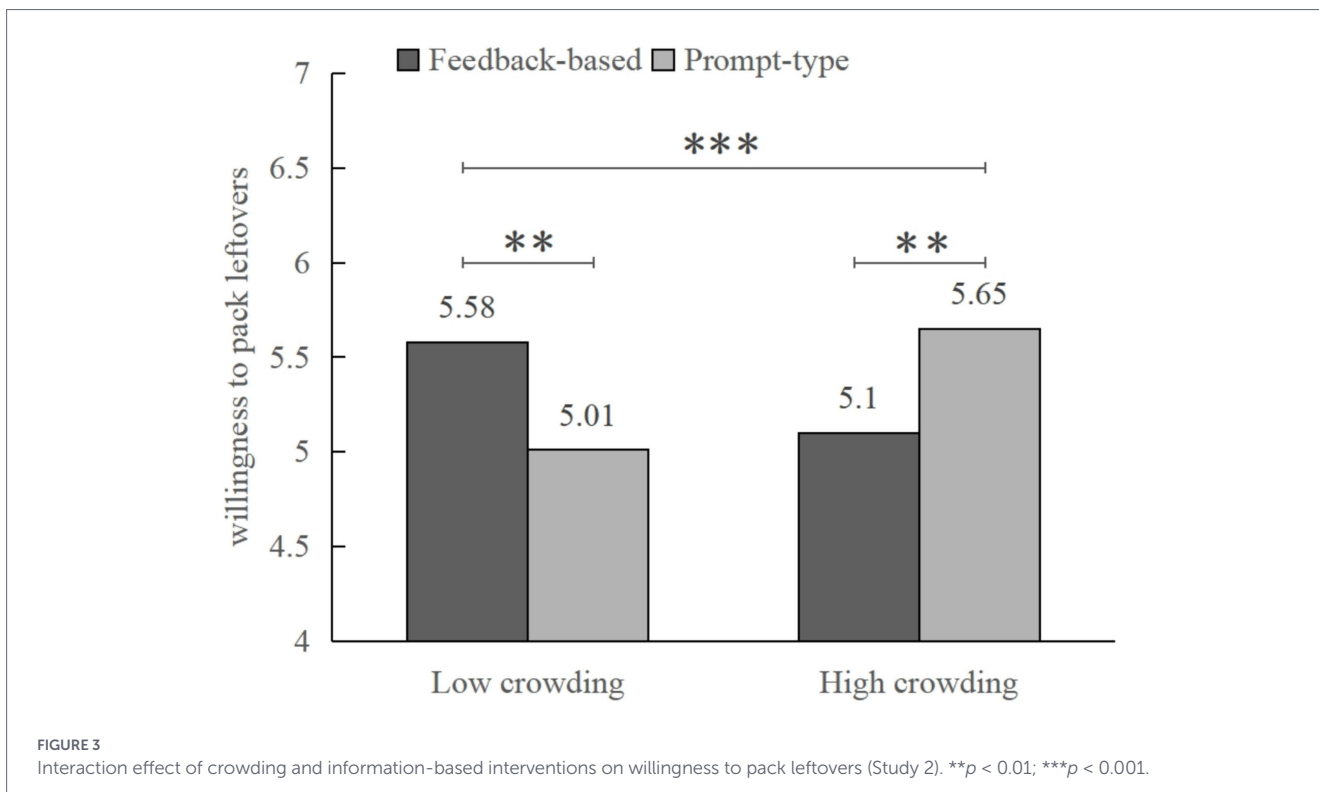 Feedback-based Prompt-type
7
6.5
6
5.5
5
4.5
4
willingness to pack leftovers
***
**
**
5.58
5.01
5.1
5.65
Low crowding
High crowding
FIGURE 3
Interaction effect of crowding and information-based interventions on willingness to pack leftovers (Study 2). **p < 0.01; ***p < 0.001.